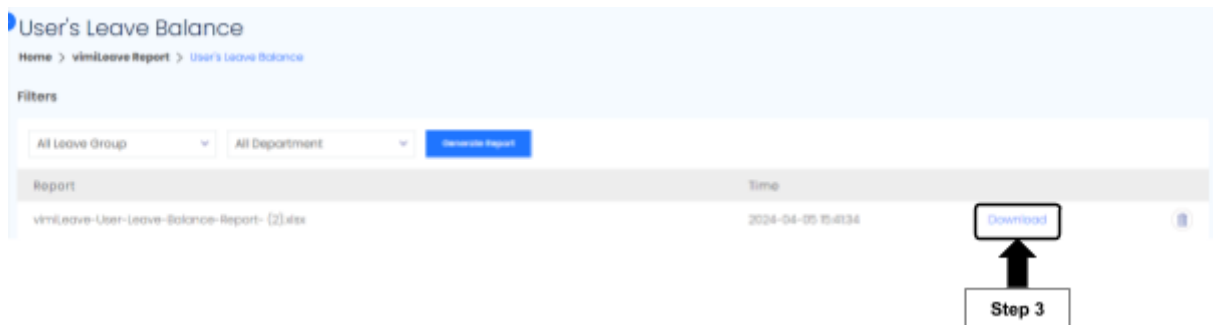 User's Leave Balance
Home > vimiLeave Report > User's Leave Balance
Filters
All Leave Group All Department Generate Report
Report Time
vimiLeave-User-Leave-Balance-Report- (2).xlsx 2024-04-05 15:41:34 Download
Step 3